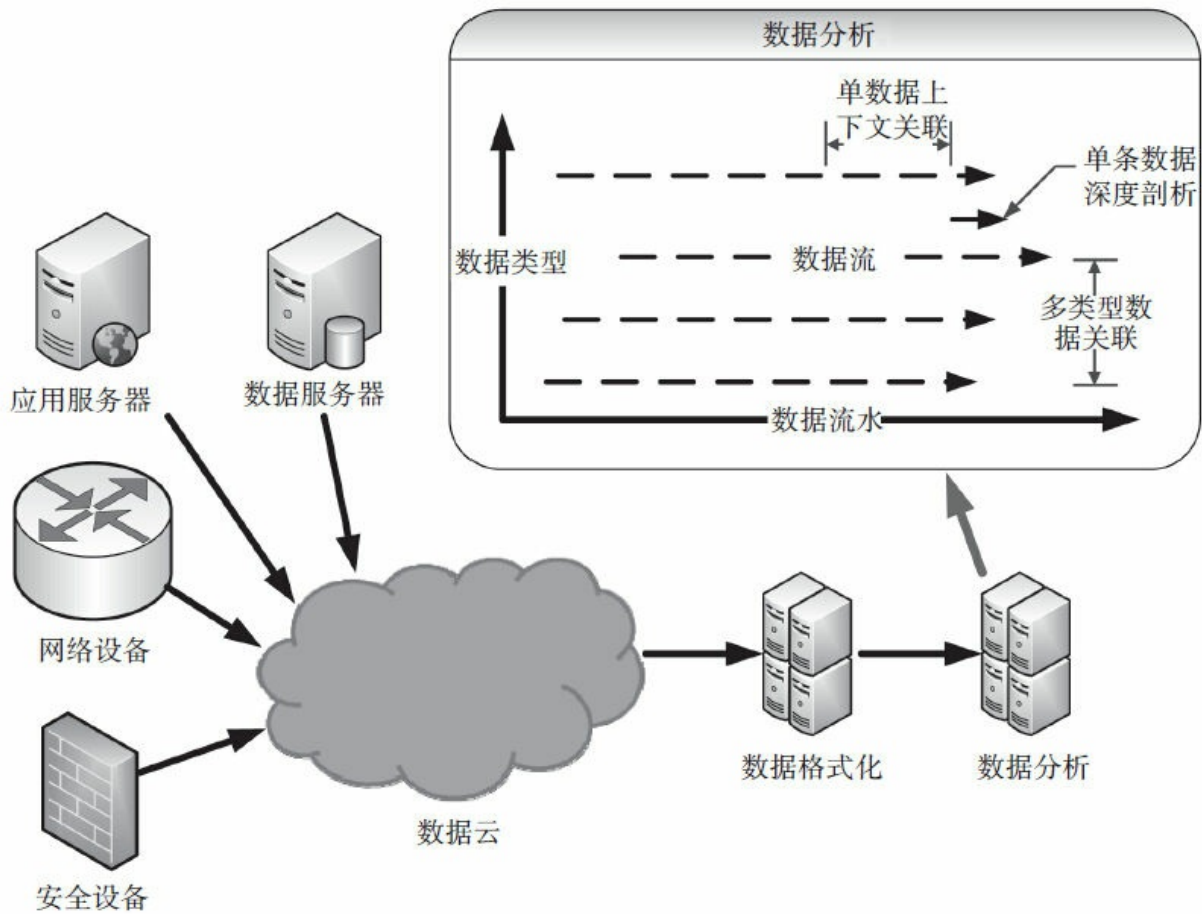 数据分析
单数据上
下文关联
单条数据
深度剖析
数据类型
数据流
多类型数
据关联
数据流水
应用服务器
数据服务器
网络设备
安全设备
数据云
数据格式化
数据分析